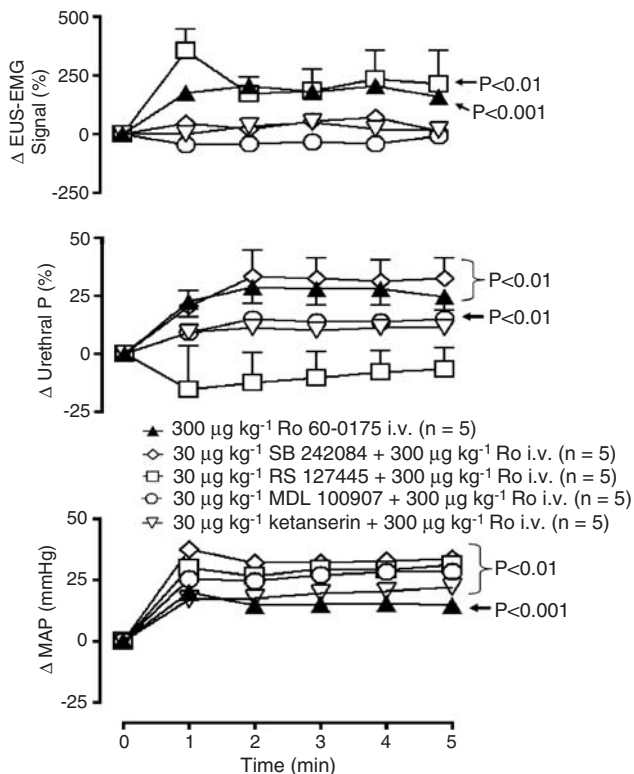 Δ EUS-EMG
Signal (%)
500
250
0
-250
P<0.01
P<0.001
Δ Urethral P (%)
50
25
0
-25
P<0.01
P<0.01
300 μg kg⁻¹ Ro 60-0175 i.v. (n = 5)
30 μg kg⁻¹ SB 242084 + 300 μg kg⁻¹ Ro i.v. (n = 5)
30 μg kg⁻¹ RS 127445 + 300 μg kg⁻¹ Ro i.v. (n = 5)
30 μg kg⁻¹ MDL 100907 + 300 μg kg⁻¹ Ro i.v. (n = 5)
30 μg kg⁻¹ ketanserin + 300 μg kg⁻¹ Ro i.v. (n = 5)
Δ MAP (mmHg)
50
25
0
-25
P<0.01
P<0.001
0 1 2 3 4 5
Time (min)